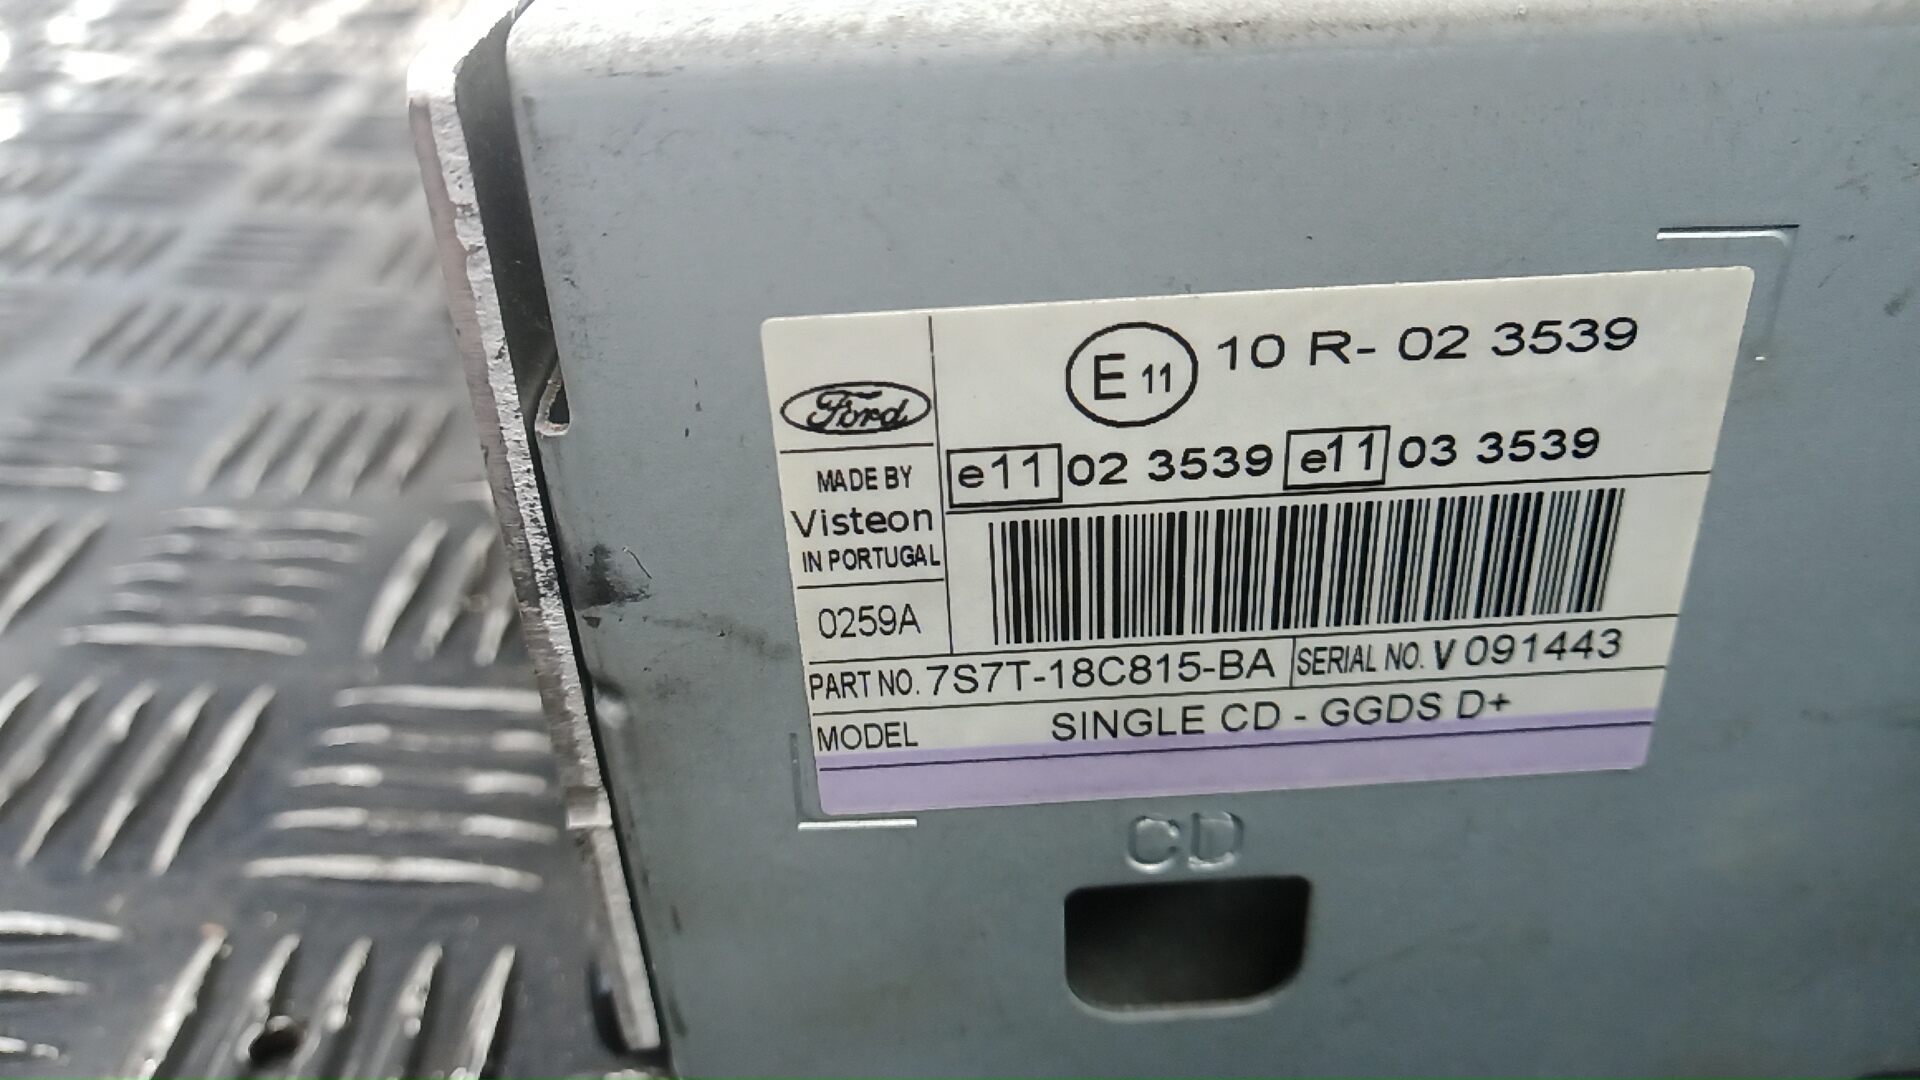 Ford
MADE BY
Visteon
IN PORTUGAL
0259A
E 11 10 R- 02 3539
e11 02 3539 e11 03 3539
PART NO. 7S7T-18C815-BA SERIAL NO. V 091443
MODEL SINGLE CD - GGDS D+
CD